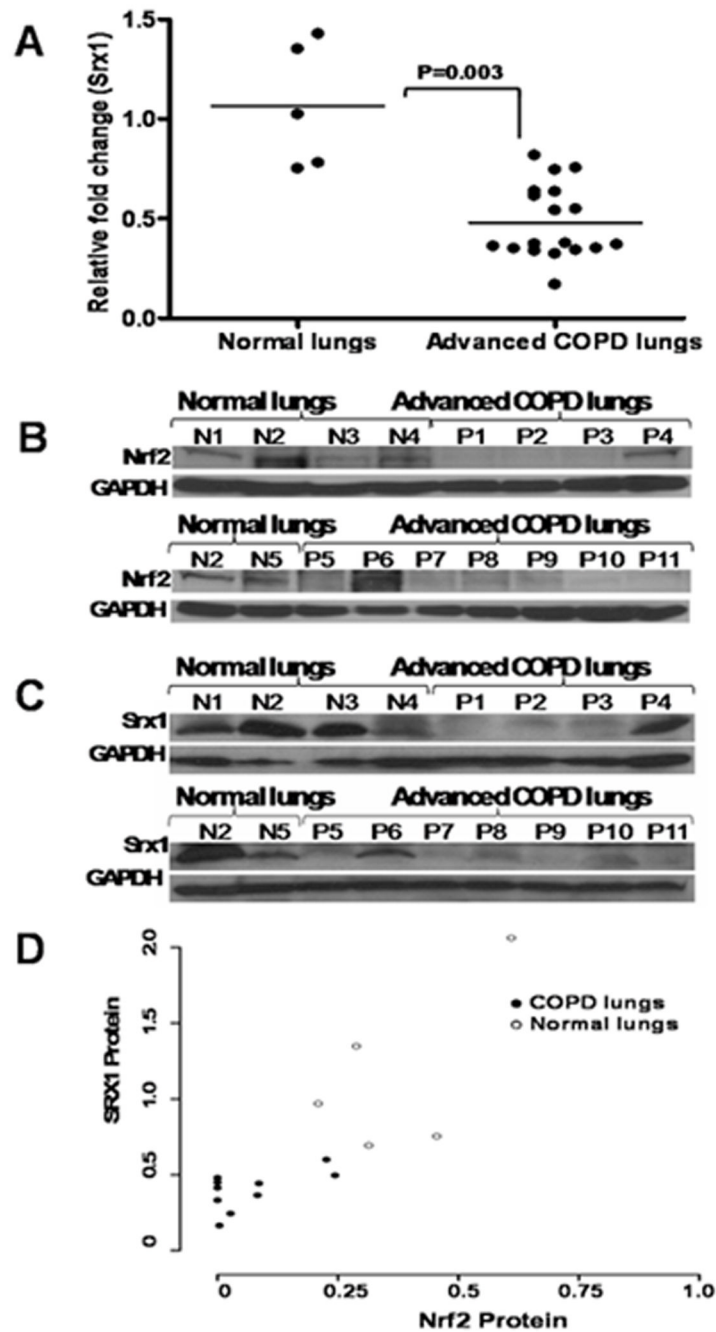 A
Relative fold change (Srx1)
1.5
1.0
0.5
0.0
P=0.003
Normal lungs Advanced COPD lungs
B
Normal lungs Advanced COPD lungs
N1 N2 N3 N4 P1 P2 P3 P4
Nrf2
GAPDH
Normal lungs Advanced COPD lungs
N2 N5 P5 P6 P7 P8 P9 P10 P11
Nrf2
GAPDH
C
Normal lungs Advanced COPD lungs
N1 N2 N3 N4 P1 P2 P3 P4
Srx1
GAPDH
Normal lungs Advanced COPD lungs
N2 N5 P5 P6 P7 P8 P9 P10 P11
Srx1
GAPDH
D
SRX1 Protein
2.0
1.5
1.0
0.5
0
COPD lungs
Normal lungs
0 0.25 0.5 0.75 1.0
Nrf2 Protein